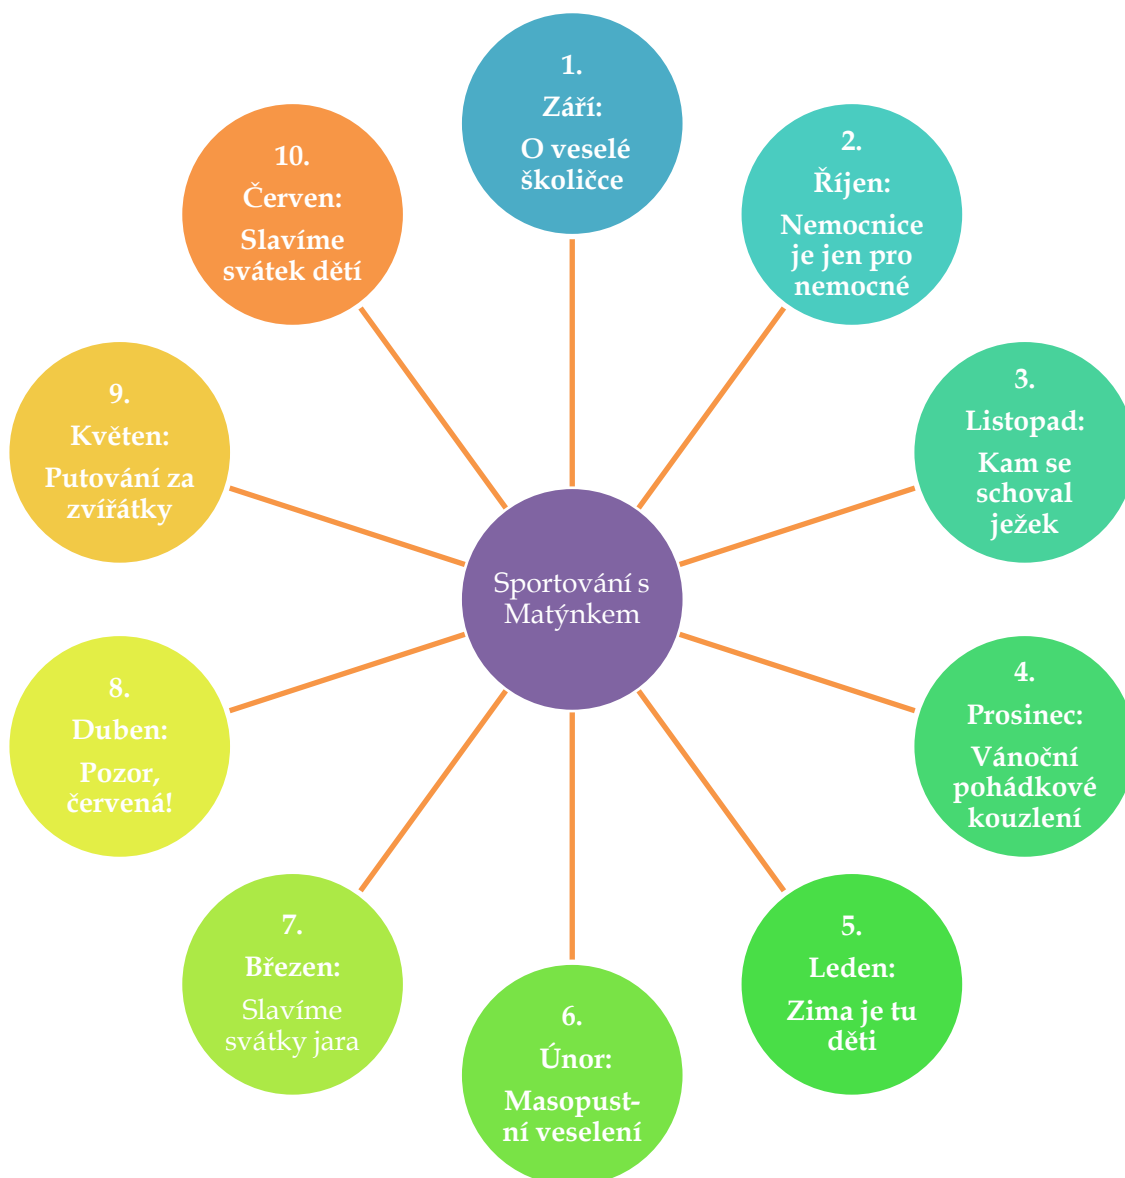 1.
Září:
O veselé
školičce
2.
Říjen:
Nemocnice
je jen pro
nemocné
3.
Listopad:
Kam se
schoval
ježek
4.
Prosinec:
Vánoční
pohádkové
kouzlení
5.
Leden:
Zima je tu
děti
6.
Únor:
Masopust-
ní veselení
7.
Březen:
Slavíme
svátky jara
8.
Duben:
Pozor,
červená!
9.
Květen:
Putování za
zvířátky
10.
Červen:
Slavíme
svátek dětí
Sportování s
Matýnkem